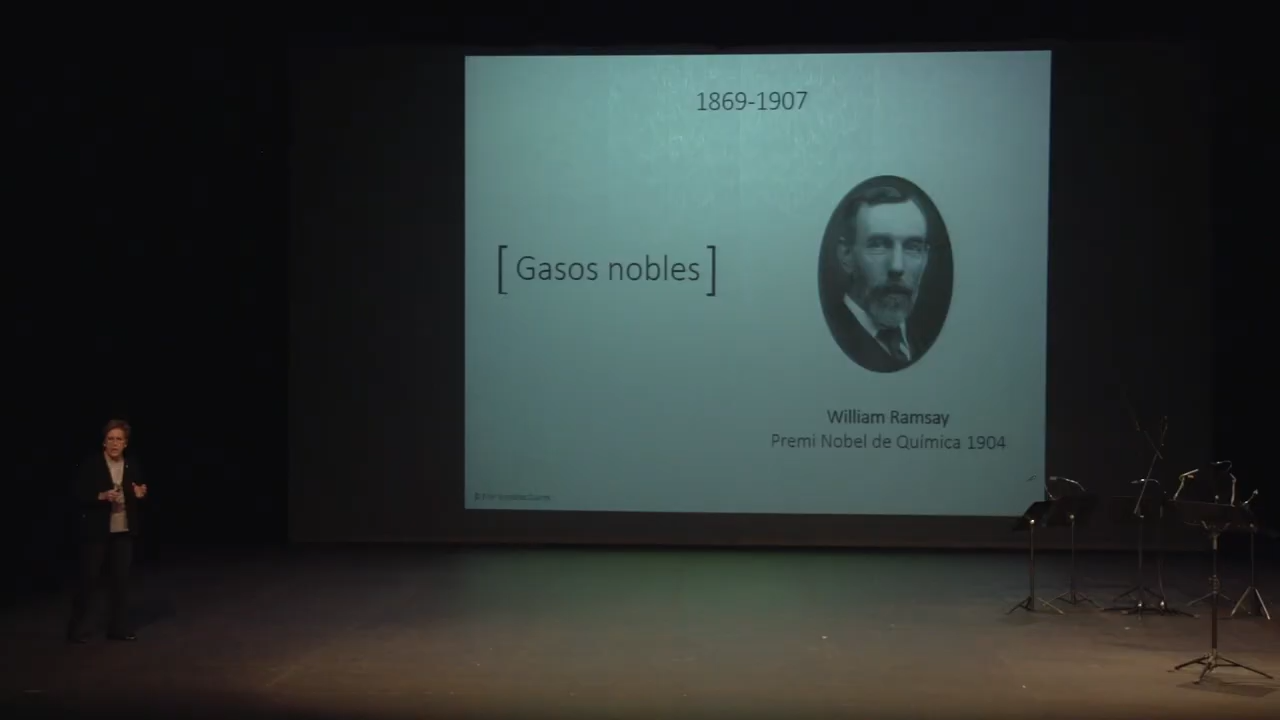 1869-1907
[ Gasos nobles ]
William Ramsay
Premi Nobel de Química 1904